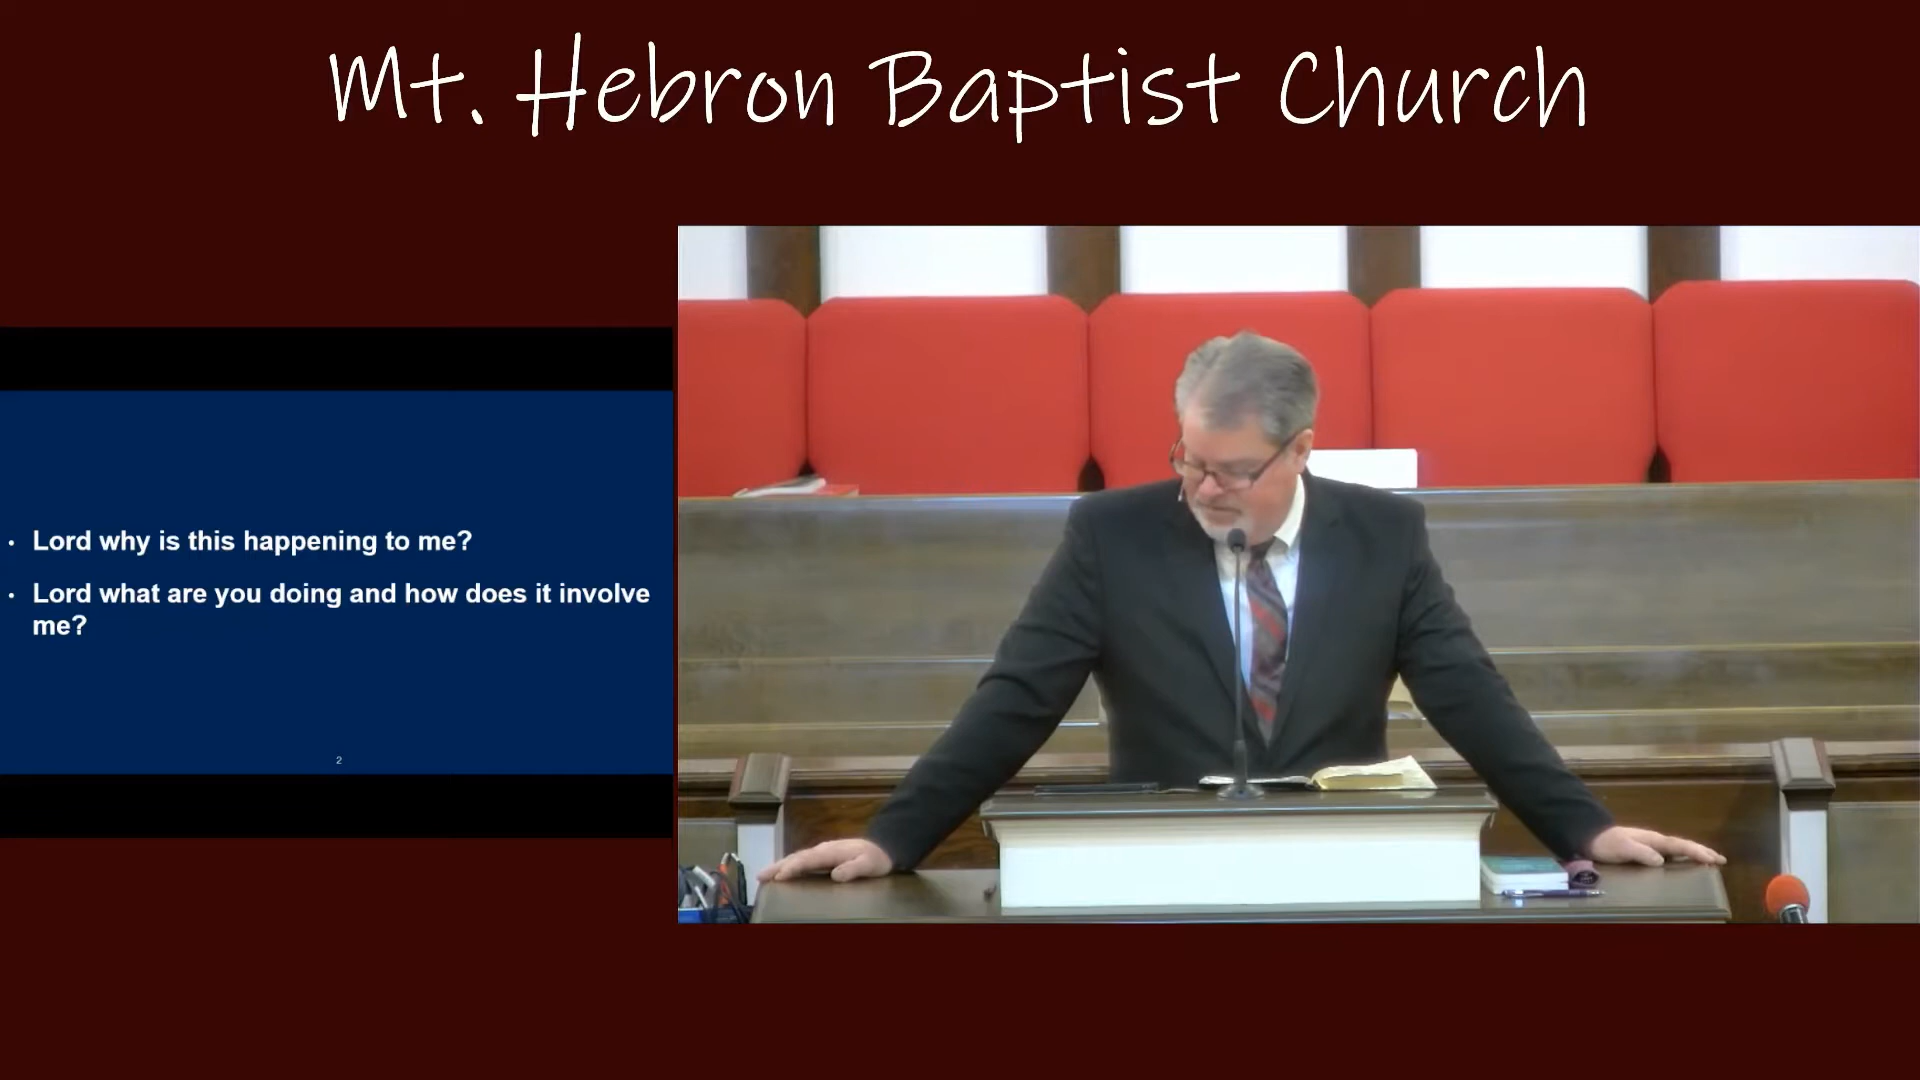 Mt. Hebron Baptist Church
• Lord why is this happening to me?
• Lord what are you doing and how does it involve
me?
2